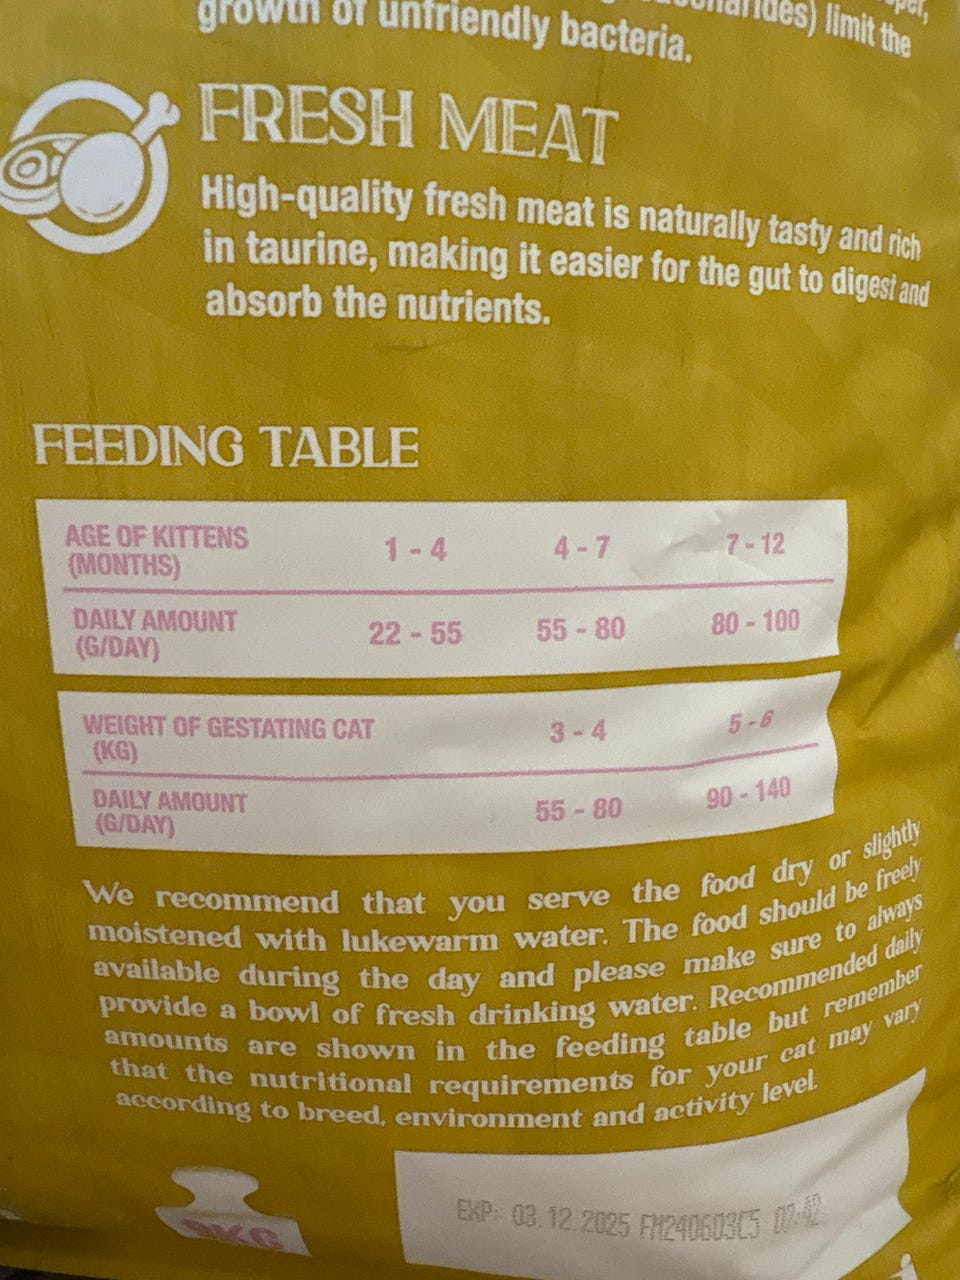 growth of unfriendly bacteria.
limit the
FRESH MEAT
High-quality fresh meat is naturally tasty and rich
in taurine, making it easier for the gut to digest and
absorb the nutrients.
FEEDING TABLE
AGE OF KITTENS 1 - 4 4 - 7 7 - 12
(MONTHS)
DAILY AMOUNT 22 - 55 55 - 80 80 - 100
(G/DAY)
WEIGHT OF GESTATING CAT 3 - 4 5 - 6
(KG)
DAILY AMOUNT 55 - 80 90 - 140
(G/DAY)
We recommend that you serve the food dry or slightly
moistened with lukewarm water. The food should be freely
available during the day and please make sure to always
provide a bowl of fresh drinking water. Recommended daily
amounts are shown in the feeding table but remember
that the nutritional requirements for your cat may vary
according to breed, environment and activity level.
EXP: 03.12.2025 FM240603C5 07:42